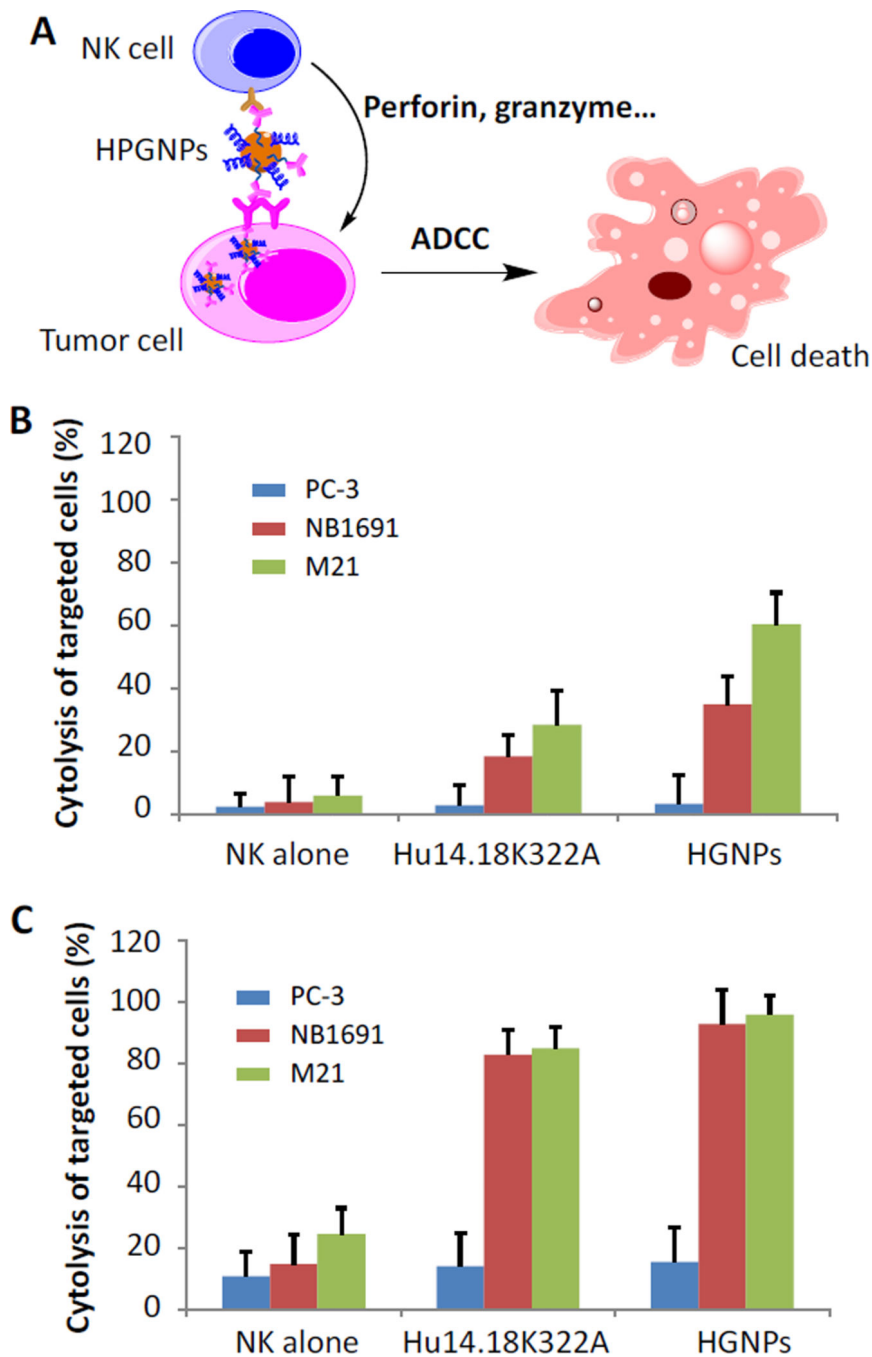 A
NK cell
Perforin, granzyme...
HPGNPs
ADCC
Tumor cell
Cell death
B
Cytolysis of targeted cells (%)
120
100
80
60
40
20
0
PC-3
NB1691
M21
NK alone
Hu14.18K322A
HGNPs
C
Cytolysis of targeted cells (%)
120
100
80
60
40
20
0
PC-3
NB1691
M21
NK alone
Hu14.18K322A
HGNPs